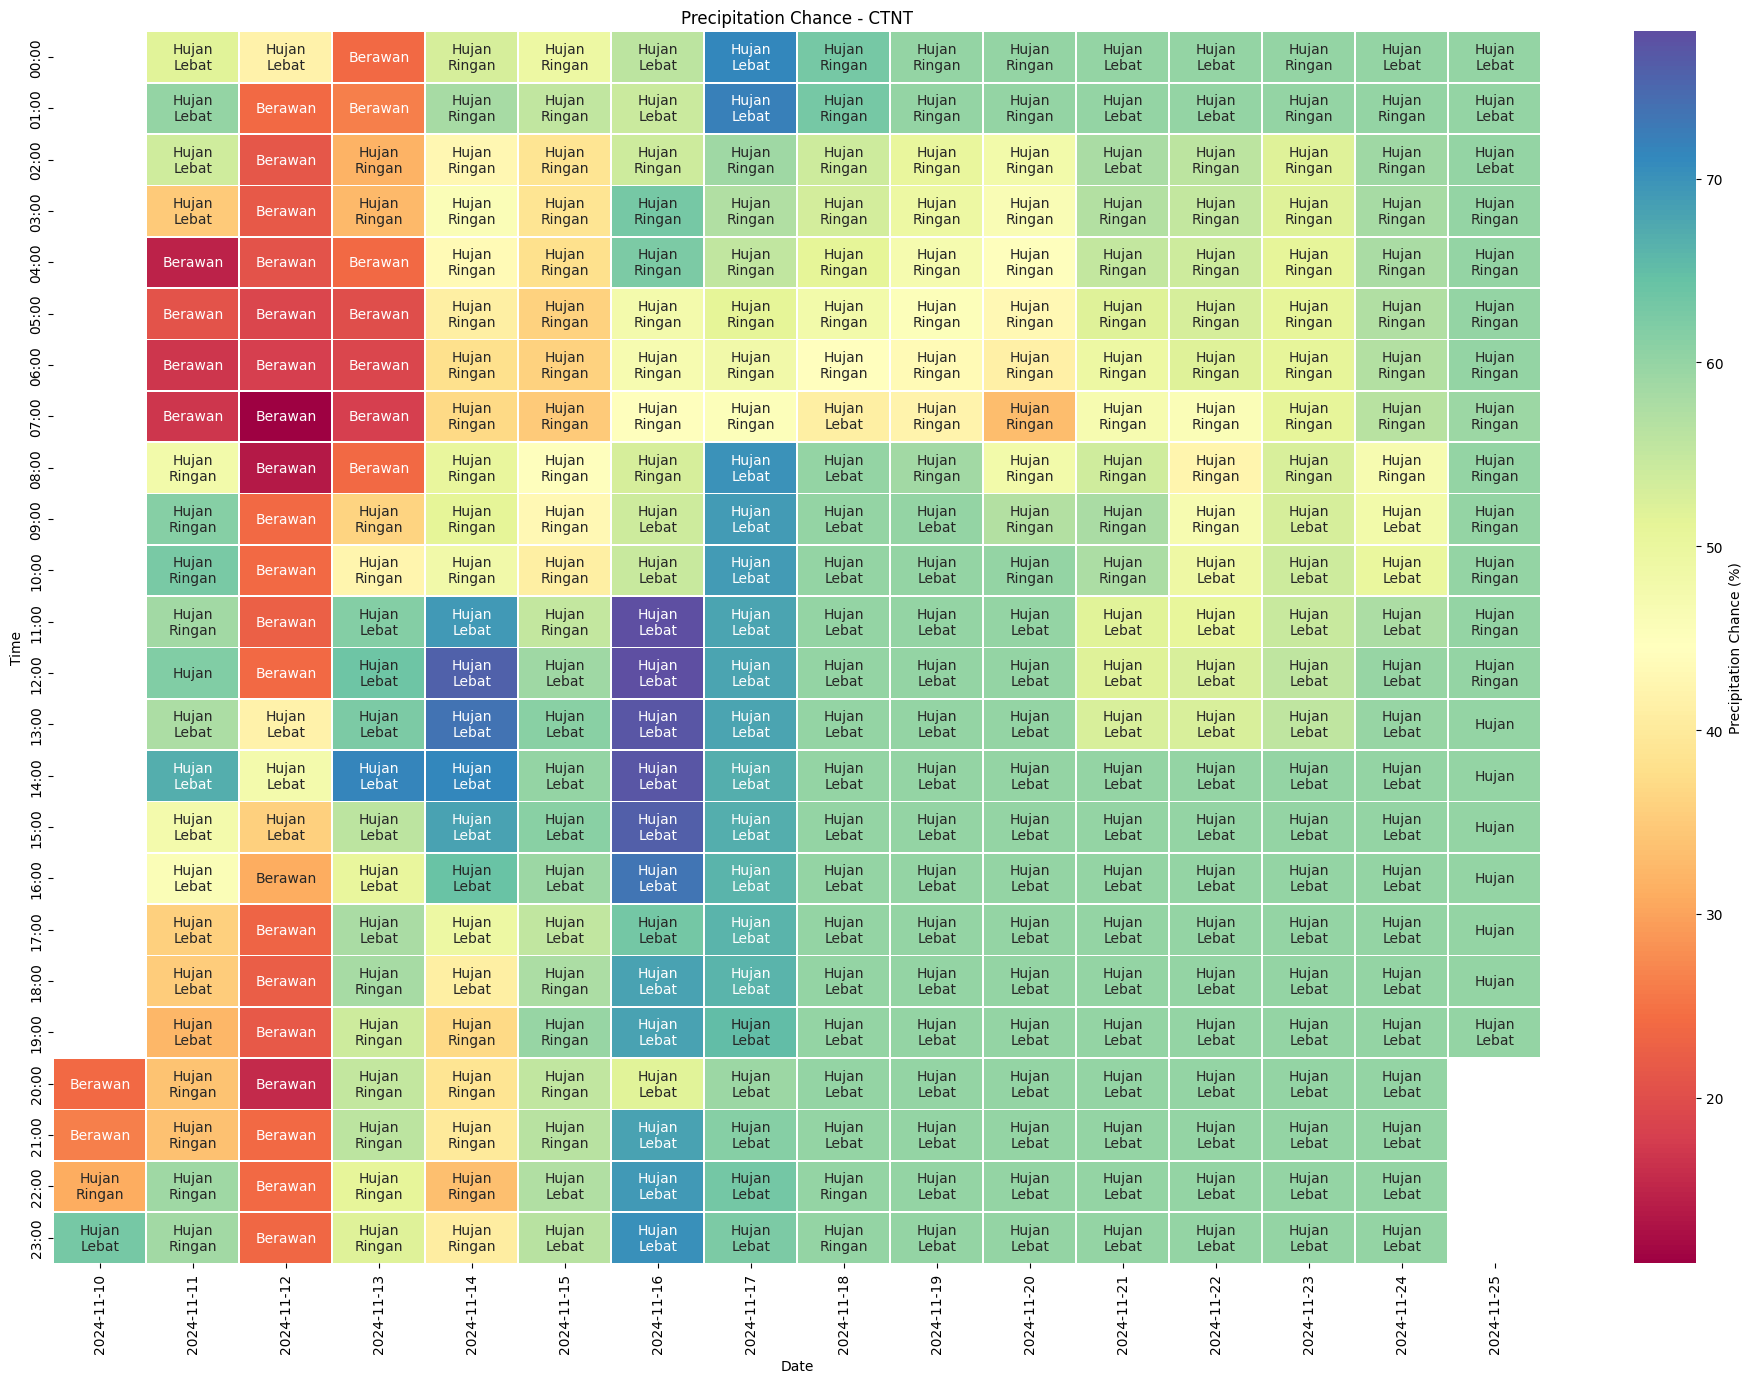 Precipitation Chance - CTNT
00:00 Hujan Lebat Hujan Lebat Berawan Hujan Ringan Hujan Ringan Hujan Lebat Hujan Lebat Hujan Ringan Hujan Ringan Hujan Ringan Hujan Lebat Hujan Lebat Hujan Ringan Hujan Lebat Hujan Lebat
01:00 Hujan Lebat Berawan Berawan Hujan Ringan Hujan Ringan Hujan Lebat Hujan Lebat Hujan Ringan Hujan Ringan Hujan Ringan Hujan Lebat Hujan Lebat Hujan Ringan Hujan Ringan Hujan Lebat
02:00 Hujan Lebat Berawan Hujan Ringan Hujan Ringan Hujan Ringan Hujan Ringan Hujan Ringan Hujan Ringan Hujan Ringan Hujan Ringan Hujan Lebat Hujan Ringan Hujan Ringan Hujan Ringan Hujan Lebat
03:00 Hujan Lebat Berawan Hujan Ringan Hujan Ringan Hujan Ringan Hujan Ringan Hujan Ringan Hujan Ringan Hujan Ringan Hujan Ringan Hujan Ringan Hujan Ringan Hujan Ringan Hujan Ringan Hujan Ringan
04:00 Berawan Berawan Berawan Hujan Ringan Hujan Ringan Hujan Ringan Hujan Ringan Hujan Ringan Hujan Ringan Hujan Ringan Hujan Ringan Hujan Ringan Hujan Ringan Hujan Ringan Hujan Ringan
05:00 Berawan Berawan Berawan Hujan Ringan Hujan Ringan Hujan Ringan Hujan Ringan Hujan Ringan Hujan Ringan Hujan Ringan Hujan Ringan Hujan Ringan Hujan Ringan Hujan Ringan Hujan Ringan
06:00 Berawan Berawan Berawan Hujan Ringan Hujan Ringan Hujan Ringan Hujan Ringan Hujan Ringan Hujan Ringan Hujan Ringan Hujan Ringan Hujan Ringan Hujan Ringan Hujan Ringan Hujan Ringan
07:00 Berawan Berawan Berawan Hujan Ringan Hujan Ringan Hujan Ringan Hujan Ringan Hujan Lebat Hujan Ringan Hujan Ringan Hujan Ringan Hujan Ringan Hujan Ringan Hujan Ringan Hujan Ringan
08:00 Hujan Ringan Berawan Berawan Hujan Ringan Hujan Ringan Hujan Ringan Hujan Lebat Hujan Lebat Hujan Ringan Hujan Ringan Hujan Ringan Hujan Ringan Hujan Ringan Hujan Ringan Hujan Ringan
09:00 Hujan Ringan Berawan Hujan Ringan Hujan Ringan Hujan Ringan Hujan Lebat Hujan Lebat Hujan Lebat Hujan Lebat Hujan Ringan Hujan Ringan Hujan Ringan Hujan Lebat Hujan Lebat Hujan Ringan
10:00 Hujan Ringan Berawan Hujan Ringan Hujan Ringan Hujan Ringan Hujan Lebat Hujan Lebat Hujan Lebat Hujan Lebat Hujan Ringan Hujan Ringan Hujan Lebat Hujan Lebat Hujan Lebat Hujan Ringan
11:00 Hujan Ringan Berawan Hujan Lebat Hujan Lebat Hujan Ringan Hujan Lebat Hujan Lebat Hujan Lebat Hujan Lebat Hujan Lebat Hujan Lebat Hujan Lebat Hujan Lebat Hujan Lebat Hujan Ringan
12:00 Hujan Berawan Hujan Lebat Hujan Lebat Hujan Lebat Hujan Lebat Hujan Lebat Hujan Lebat Hujan Lebat Hujan Lebat Hujan Lebat Hujan Lebat Hujan Lebat Hujan Lebat Hujan Ringan
13:00 Hujan Lebat Hujan Lebat Hujan Lebat Hujan Lebat Hujan Lebat Hujan Lebat Hujan Lebat Hujan Lebat Hujan Lebat Hujan Lebat Hujan Lebat Hujan Lebat Hujan Lebat Hujan Lebat Hujan
14:00 Hujan Lebat Hujan Lebat Hujan Lebat Hujan Lebat Hujan Lebat Hujan Lebat Hujan Lebat Hujan Lebat Hujan Lebat Hujan Lebat Hujan Lebat Hujan Lebat Hujan Lebat Hujan Lebat Hujan
15:00 Hujan Lebat Hujan Lebat Hujan Lebat Hujan Lebat Hujan Lebat Hujan Lebat Hujan Lebat Hujan Lebat Hujan Lebat Hujan Lebat Hujan Lebat Hujan Lebat Hujan Lebat Hujan Lebat Hujan
16:00 Hujan Lebat Berawan Hujan Lebat Hujan Lebat Hujan Lebat Hujan Lebat Hujan Lebat Hujan Lebat Hujan Lebat Hujan Lebat Hujan Lebat Hujan Lebat Hujan Lebat Hujan Lebat Hujan
17:00 Hujan Lebat Berawan Hujan Lebat Hujan Lebat Hujan Lebat Hujan Lebat Hujan Lebat Hujan Lebat Hujan Lebat Hujan Lebat Hujan Lebat Hujan Lebat Hujan Lebat Hujan Lebat Hujan
18:00 Hujan Lebat Berawan Hujan Ringan Hujan Lebat Hujan Ringan Hujan Lebat Hujan Lebat Hujan Lebat Hujan Lebat Hujan Lebat Hujan Lebat Hujan Lebat Hujan Lebat Hujan Lebat Hujan
19:00 Hujan Lebat Berawan Hujan Ringan Hujan Ringan Hujan Ringan Hujan Lebat Hujan Lebat Hujan Lebat Hujan Lebat Hujan Lebat Hujan Lebat Hujan Lebat Hujan Lebat Hujan Lebat Hujan Lebat
20:00 Berawan Hujan Ringan Berawan Hujan Ringan Hujan Ringan Hujan Ringan Hujan Lebat Hujan Lebat Hujan Lebat Hujan Lebat Hujan Lebat Hujan Lebat Hujan Lebat Hujan Lebat Hujan Lebat
21:00 Berawan Hujan Ringan Berawan Hujan Ringan Hujan Ringan Hujan Ringan Hujan Lebat Hujan Lebat Hujan Lebat Hujan Lebat Hujan Lebat Hujan Lebat Hujan Lebat Hujan Lebat Hujan Lebat
22:00 Hujan Ringan Hujan Ringan Berawan Hujan Ringan Hujan Ringan Hujan Lebat Hujan Lebat Hujan Lebat Hujan Ringan Hujan Lebat Hujan Lebat Hujan Lebat Hujan Lebat Hujan Lebat Hujan Lebat
23:00 Hujan Lebat Hujan Ringan Berawan Hujan Ringan Hujan Ringan Hujan Lebat Hujan Lebat Hujan Lebat Hujan Ringan Hujan Lebat Hujan Lebat Hujan Lebat Hujan Lebat Hujan Lebat Hujan Lebat
Time
2024-11-10 2024-11-11 2024-11-12 2024-11-13 2024-11-14 2024-11-15 2024-11-16 2024-11-17 2024-11-18 2024-11-19 2024-11-20 2024-11-21 2024-11-22 2024-11-23 2024-11-24 2024-11-25
Date
70
60
50
40
30
20
Precipitation Chance (%)